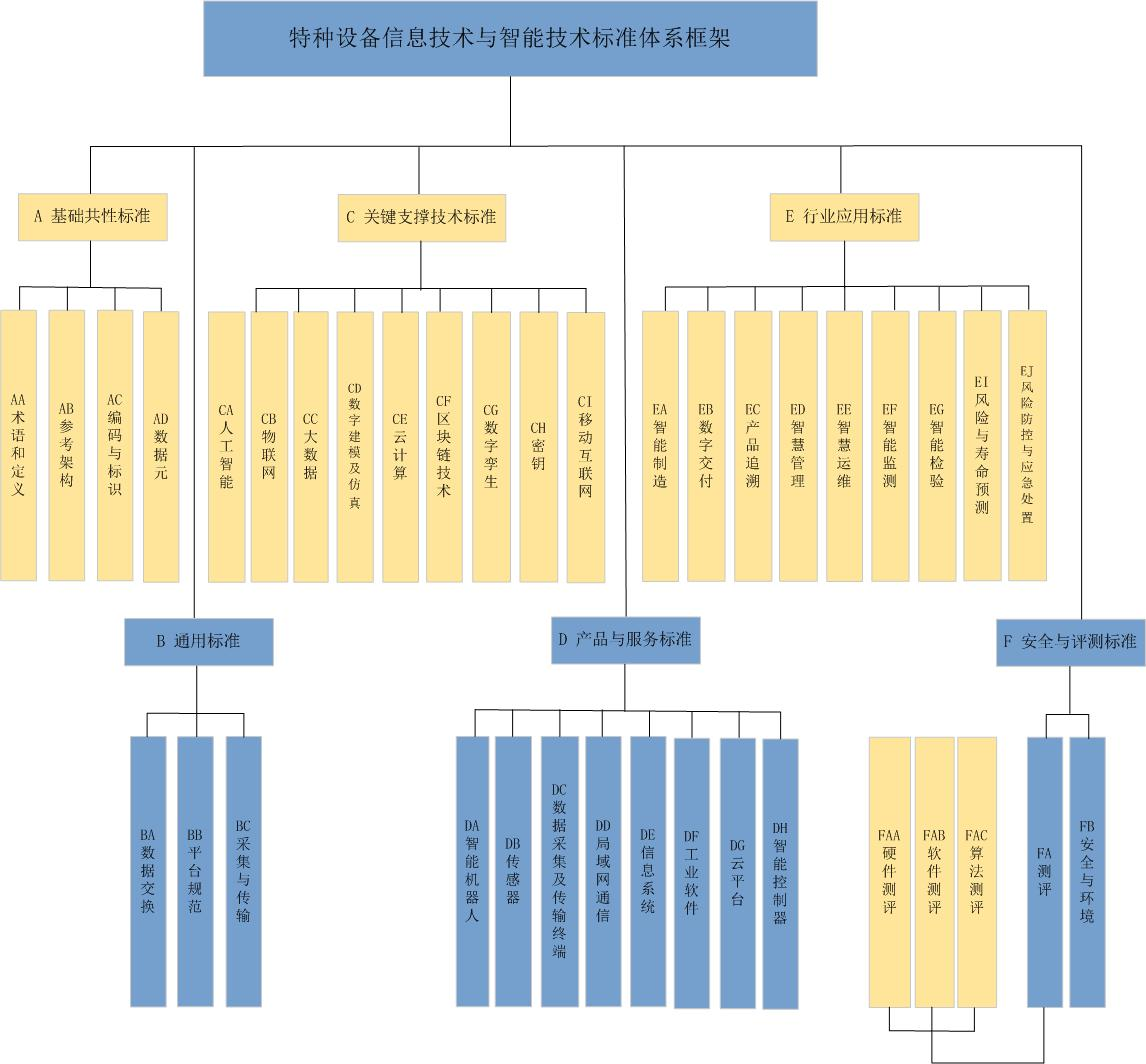 特种设备信息技术与智能技术标准体系框架
A 基础共性标准
C 关键支撑技术标准
E 行业应用标准
AA术语和定义
AB参考架构
AC编码与标识
AD数据元
CA人工智能
CB物联网
CC大数据
CD数字建模及仿真
CE云计算
CF区块链技术
CG数字孪生
CH密钥
CI移动互联网
EA智能制造
EB数字交付
EC产品追溯
ED智慧管理
EE智慧运维
EF智能监测
EG智能检验
EI风险与寿命预测
EJ风险防控与应急处置
B 通用标准
D 产品与服务标准
F 安全与评测标准
BA数据交换
BB平台规范
BC采集与传输
DA智能机器人
DB传感器
DC数据采集及传输终端
DD局域网通信
DE信息系统
DF工业软件
DG云平台
DH智能控制器
FAA硬件测评
FAB软件测评
FAC算法测评
FA测评
FB安全与环境